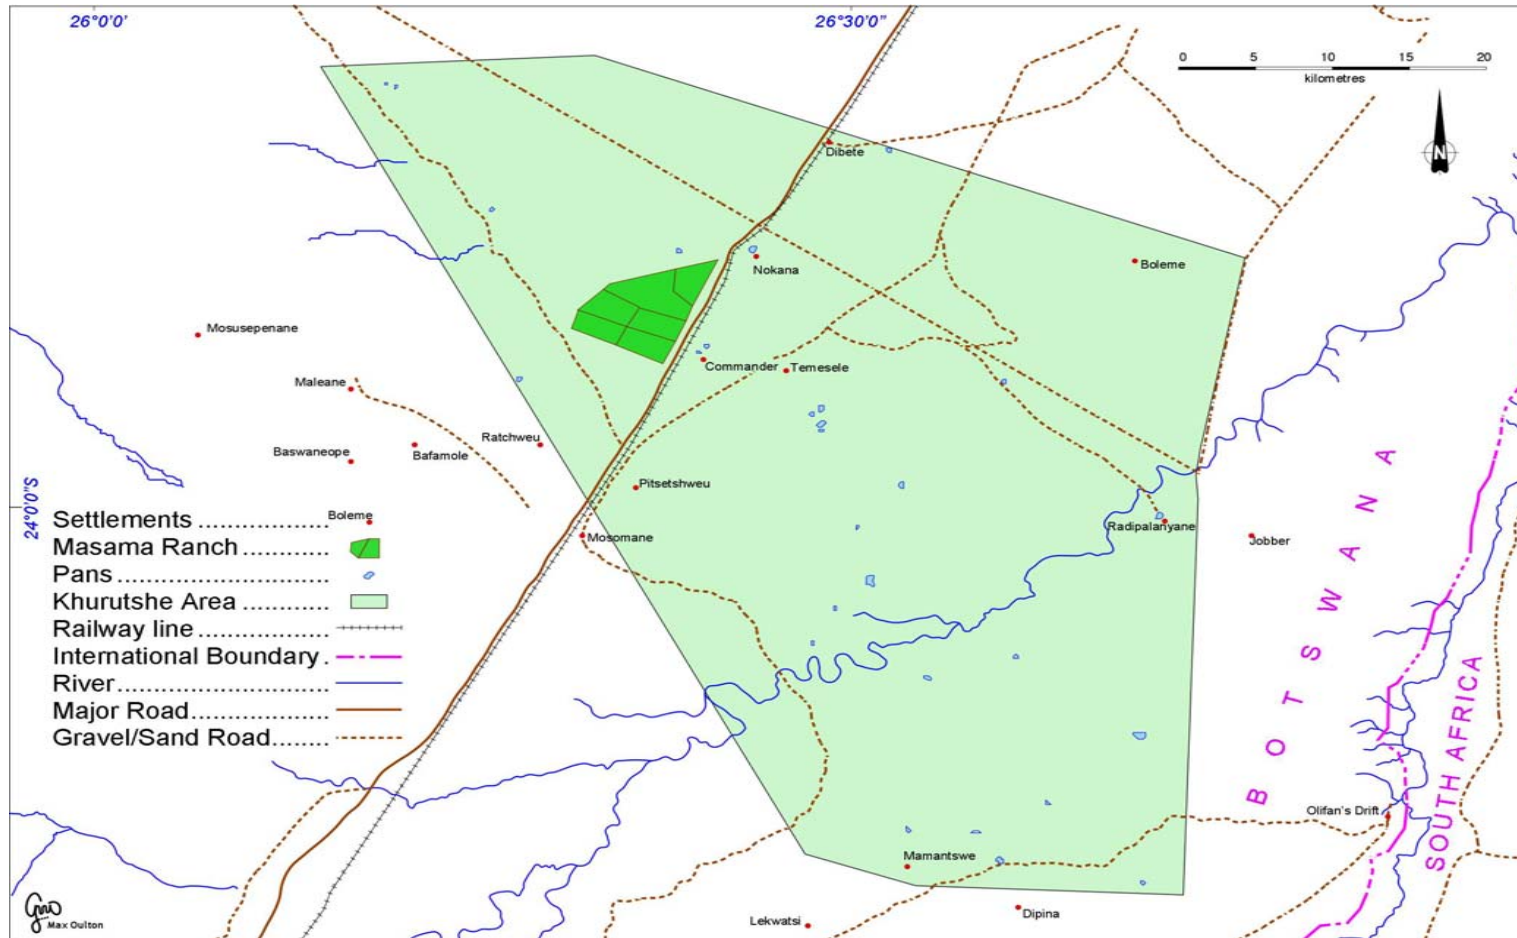 26°0'0'
26°30'0"
0 5 10 15 20
kilometres
N
Dibete
Nokana
Boleme
Mosusepenane
Commander
Temesele
Maleane
Ratchweu
Baswaneope
Bafamole
Pitsetshweu
24°0'0"S
Mosomane
Radipalanyane
Jobber
BOTSWANA
SOUTH AFRICA
Settlements .................... Boleme
Masama Ranch ............
Pans ..............................
Khurutshe Area ............
Railway line ..................
International Boundary .
River ..............................
Major Road ....................
Gravel/Sand Road ........
Olifan's Drift
Mamantswe
Lekwatsi
Dipina
Max Oulton